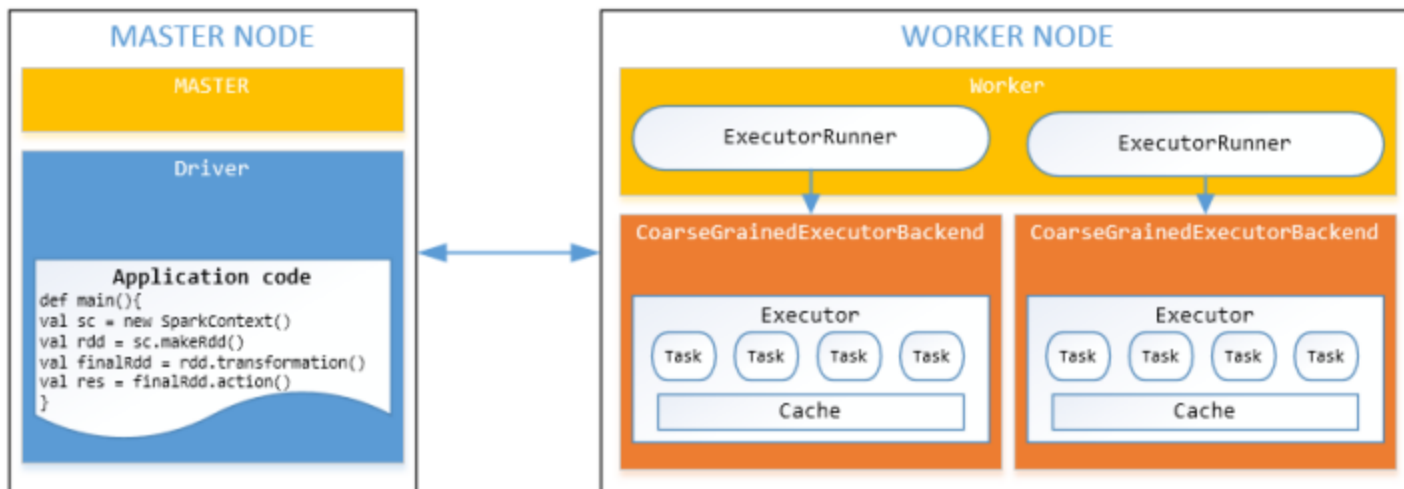 MASTER NODE
MASTER
Driver
Application code
def main(){
val sc = new SparkContext()
val rdd = sc.makeRdd()
val finalRdd = rdd.transformation()
val res = finalRdd.action()
}
WORKER NODE
Worker
ExecutorRunner
ExecutorRunner
CoarseGrainedExecutorBackend
Executor
Task Task Task Task
Cache
CoarseGrainedExecutorBackend
Executor
Task Task Task Task
Cache